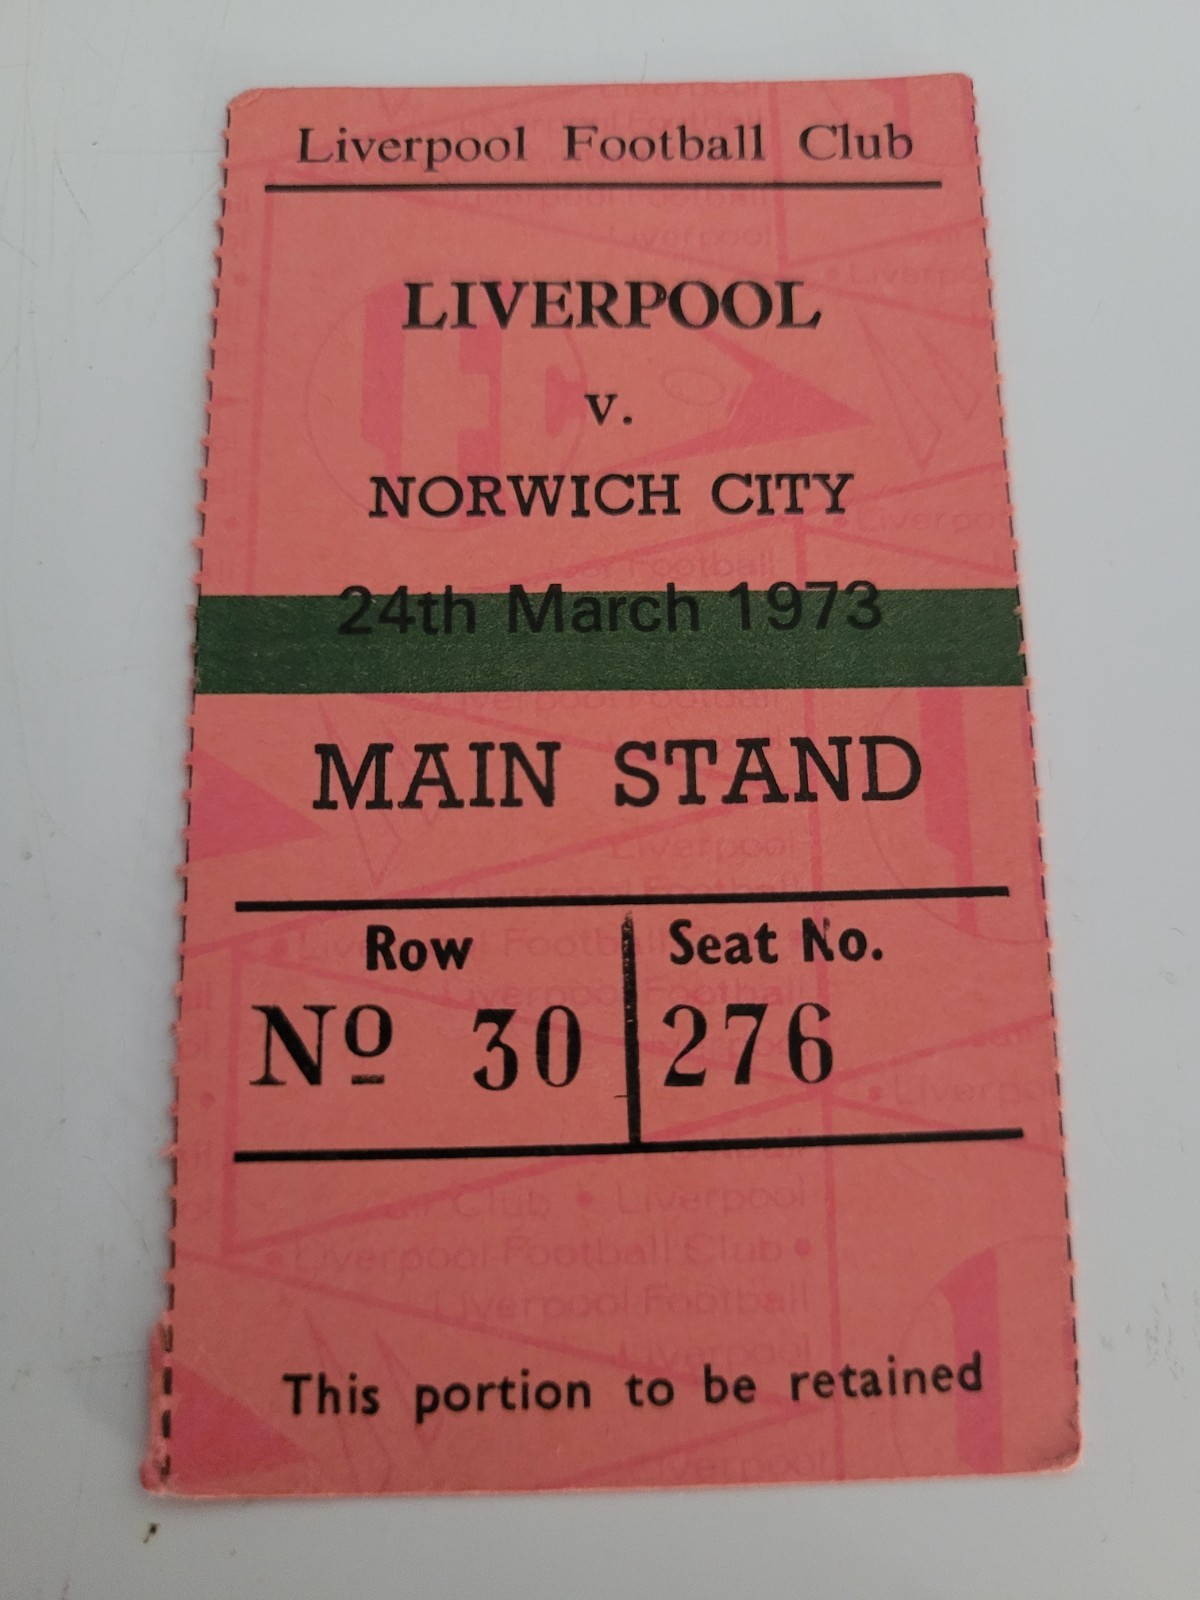 Liverpool Football Club
LIVERPOOL
v.
NORWICH CITY
24th March 1973
MAIN STAND
Row Seat No.
Nº 30 276
This portion to be retained